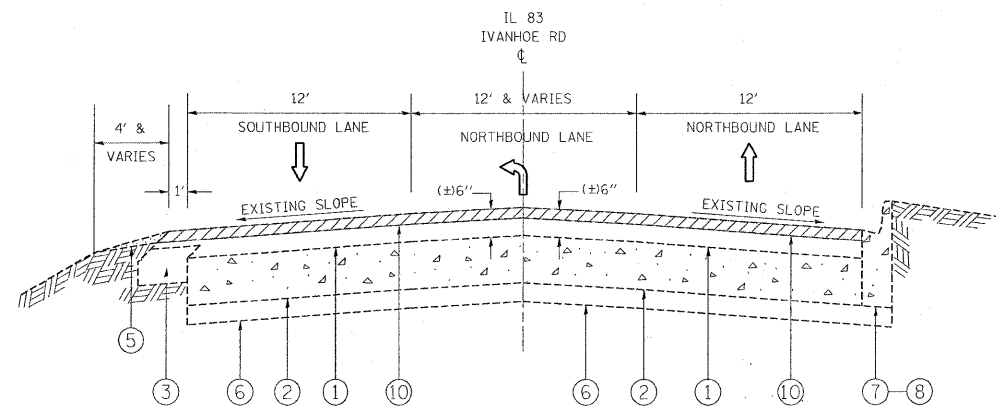 IL 83
IVANHOE RD
℄
12'
12' & VARIES
12'
4' &
VARIES
SOUTHBOUND LANE
NORTHBOUND LANE
NORTHBOUND LANE
1'
(±)6"
(±)6"
EXISTING SLOPE
EXISTING SLOPE
5
3
6
2
1
10
6
2
1
10
7
8